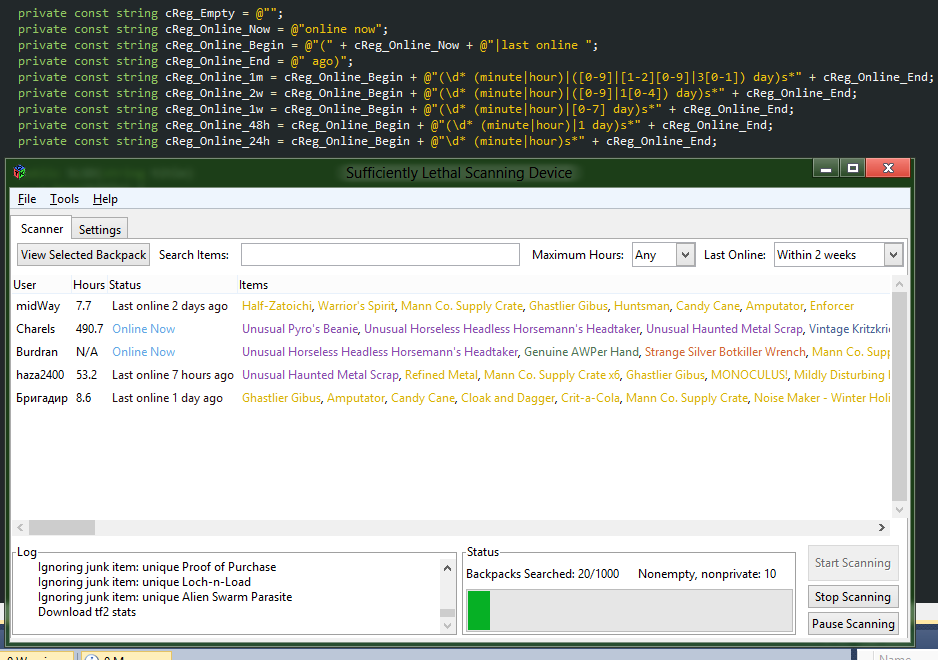 private const string cReg_Empty = @"";
private const string cReg_Online_Now = @"online now";
private const string cReg_Online_Begin = @"(" + cReg_Online_Now + @"|last online ";
private const string cReg_Online_End = @" ago)";
private const string cReg_Online_1m = cReg_Online_Begin + @"(\d* (minute|hour)|([0-9]|[1-2][0-9]|3[0-1]) day)s*" + cReg_Online_End;
private const string cReg_Online_2w = cReg_Online_Begin + @"(\d* (minute|hour)|([0-9]|1[0-4]) day)s*" + cReg_Online_End;
private const string cReg_Online_1w = cReg_Online_Begin + @"(\d* (minute|hour)|[0-7] day)s*" + cReg_Online_End;
private const string cReg_Online_48h = cReg_Online_Begin + @"(\d* (minute|hour)|1 day)s*" + cReg_Online_End;
private const string cReg_Online_24h = cReg_Online_Begin + @"\d* (minute|hour)s*" + cReg_Online_End;
Sufficiently Lethal Scanning Device
File Tools Help
Scanner Settings
View Selected Backpack Search Items: Maximum Hours: Any Last Online: Within 2 weeks
User Hours Status Items
midWay 7.7 Last online 2 days ago Half-Zatoichi, Warrior's Spirit, Mann Co. Supply Crate, Ghastlier Gibus, Huntsman, Candy Cane, Amputator, Enforcer
Charels 490.7 Online Now Unusual Pyro's Beanie, Unusual Horseless Headless Horsemann's Headtaker, Unusual Haunted Metal Scrap, Vintage Kritzkrie
Burdran N/A Online Now Unusual Horseless Headless Horsemann's Headtaker, Genuine AWPer Hand, Strange Silver Botkiller Wrench, Mann Co. Supp
haza2400 53.2 Last online 7 hours ago Unusual Haunted Metal Scrap, Refined Metal, Mann Co. Supply Crate x6, Ghastlier Gibus, MONOCULUS!, Mildly Disturbing
Бригадир 8.6 Last online 1 day ago Ghastlier Gibus, Amputator, Candy Cane, Cloak and Dagger, Crit-a-Cola, Mann Co. Supply Crate, Noise Maker - Winter Holi
Log
Ignoring junk item: unique Proof of Purchase
Ignoring junk item: unique Loch-n-Load
Ignoring junk item: unique Alien Swarm Parasite
Download tf2 stats
Status
Backpacks Searched: 20/1000 Nonempty, nonprivate: 10
Start Scanning
Stop Scanning
Pause Scanning
Name